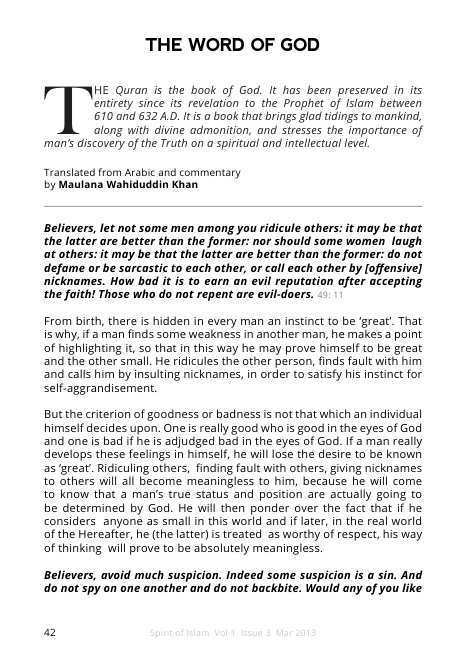 THE WORD OF GOD
THE Quran is the book of God. It has been preserved in its
entirety since its revelation to the Prophet of Islam between
610 and 632 A.D. It is a book that brings glad tidings to mankind,
along with divine admonition, and stresses the importance of
man's discovery of the Truth on a spiritual and intellectual level.
Translated from Arabic and commentary
by Maulana Wahiduddin Khan
Believers, let not some men among you ridicule others: it may be that
the latter are better than the former: nor should some women laugh
at others: it may be that the latter are better than the former: do not
defame or be sarcastic to each other, or call each other by [offensive]
nicknames. How bad it is to earn an evil reputation after accepting
the faith! Those who do not repent are evil-doers. 49: 11
From birth, there is hidden in every man an instinct to be 'great'. That
is why, if a man finds some weakness in another man, he makes a point
of highlighting it, so that in this way he may prove himself to be great
and the other small. He ridicules the other person, finds fault with him
and calls him by insulting nicknames, in order to satisfy his instinct for
self-aggrandisement.
But the criterion of goodness or badness is not that which an individual
himself decides upon. One is really good who is good in the eyes of God
and one is bad if he is adjudged bad in the eyes of God. If a man really
develops these feelings in himself, he will lose the desire to be known
as 'great'. Ridiculing others, finding fault with others, giving nicknames
to others will all become meaningless to him, because he will come
to know that a man's true status and position are actually going to
be determined by God. He will then ponder over the fact that if he
considers anyone as small in this world and if later, in the real world
of the Hereafter, he (the latter) is treated as worthy of respect, his way
of thinking will prove to be absolutely meaningless.
Believers, avoid much suspicion. Indeed some suspicion is a sin. And
do not spy on one another and do not backbite. Would any of you like
42
Spirit of Islam Vol 1 Issue 3 Mar 2013